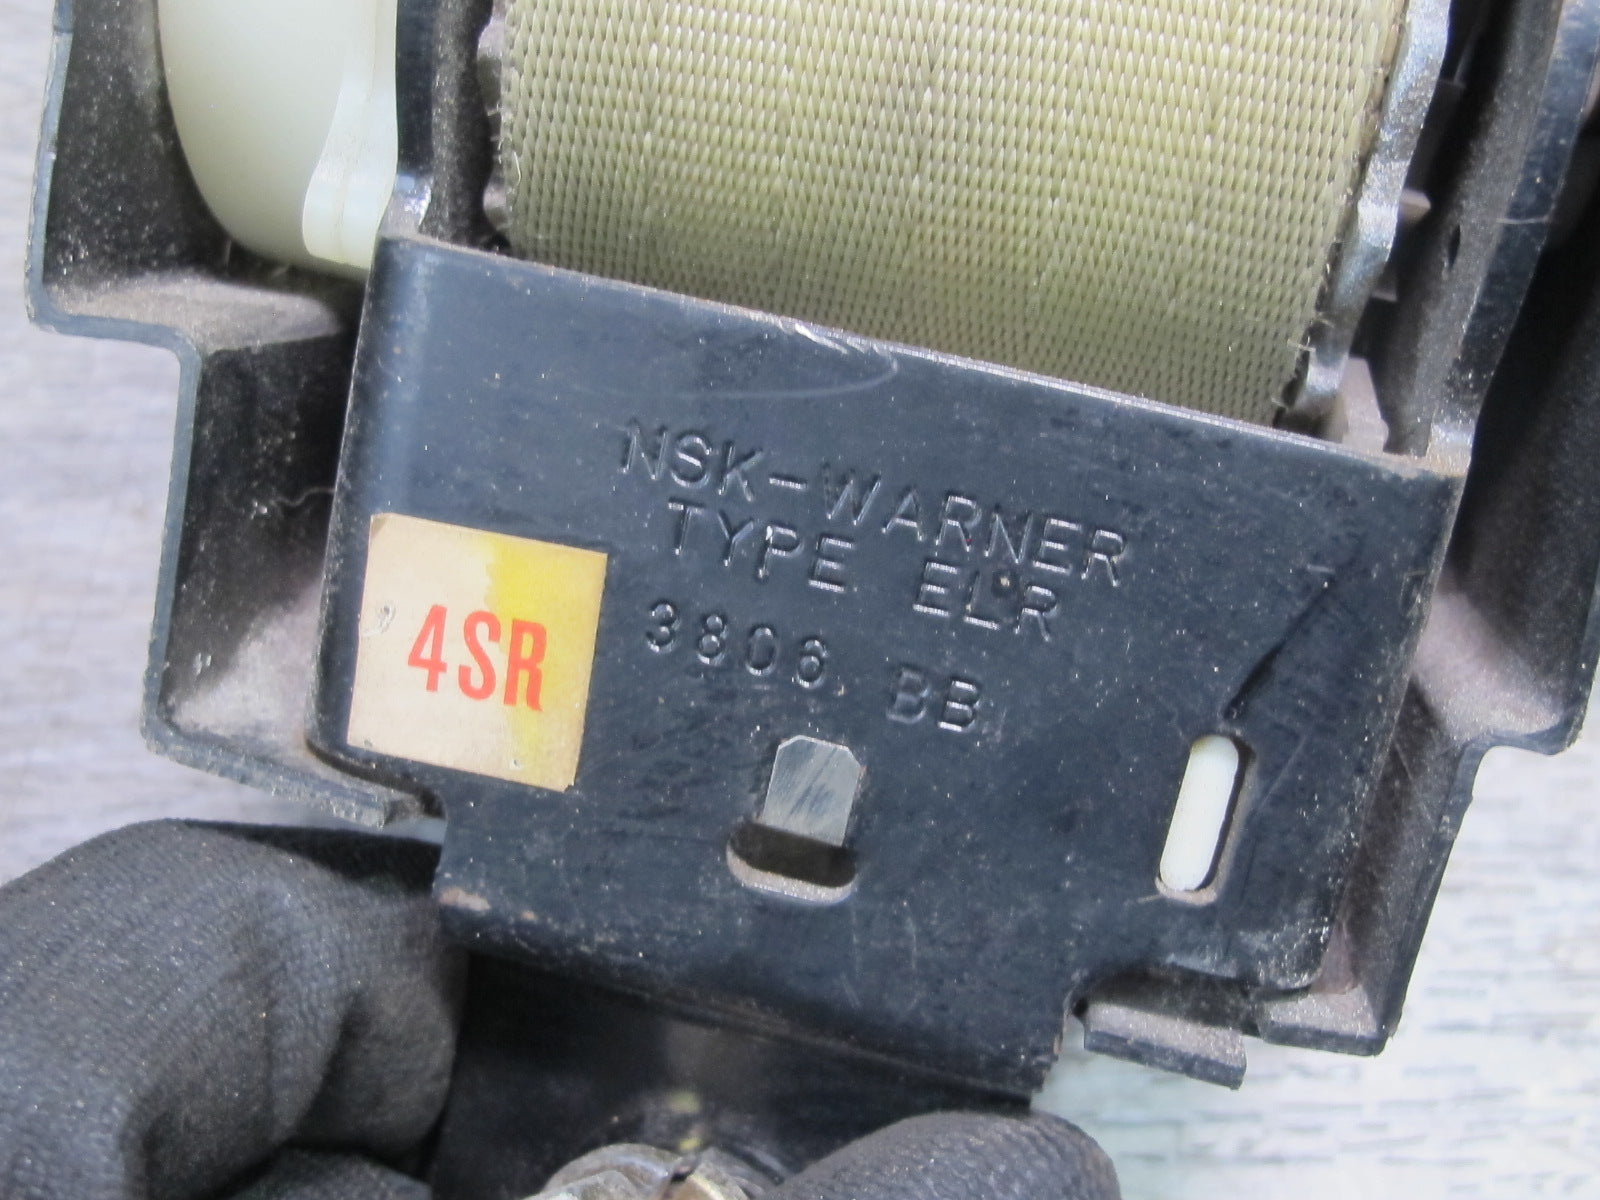 NSK-WARNER
TYPE ELR
3806 BB
4SR